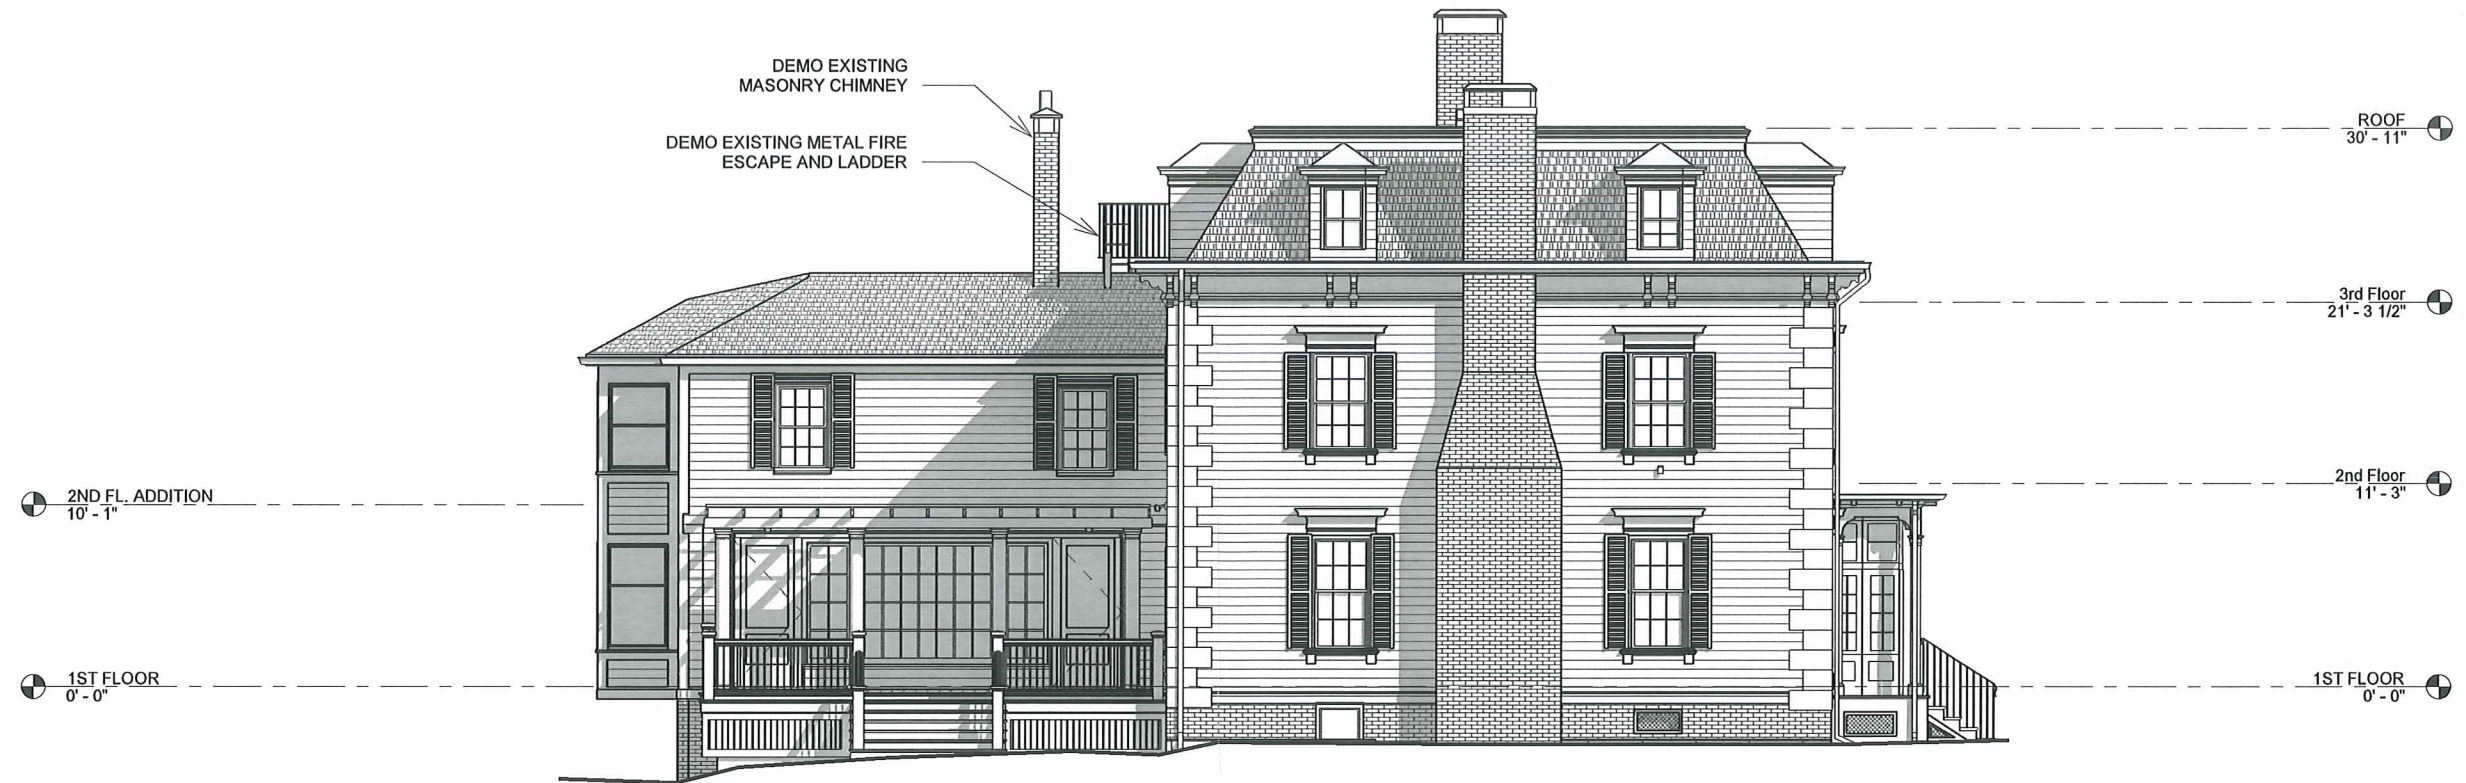 DEMO EXISTING
MASONRY CHIMNEY
DEMO EXISTING METAL FIRE
ESCAPE AND LADDER
ROOF
30' - 11"
3rd Floor
21' - 3 1/2"
2nd Floor
11' - 3"
2ND FL. ADDITION
10' - 1"
1ST FLOOR
0' - 0"
1ST FLOOR
0' - 0"